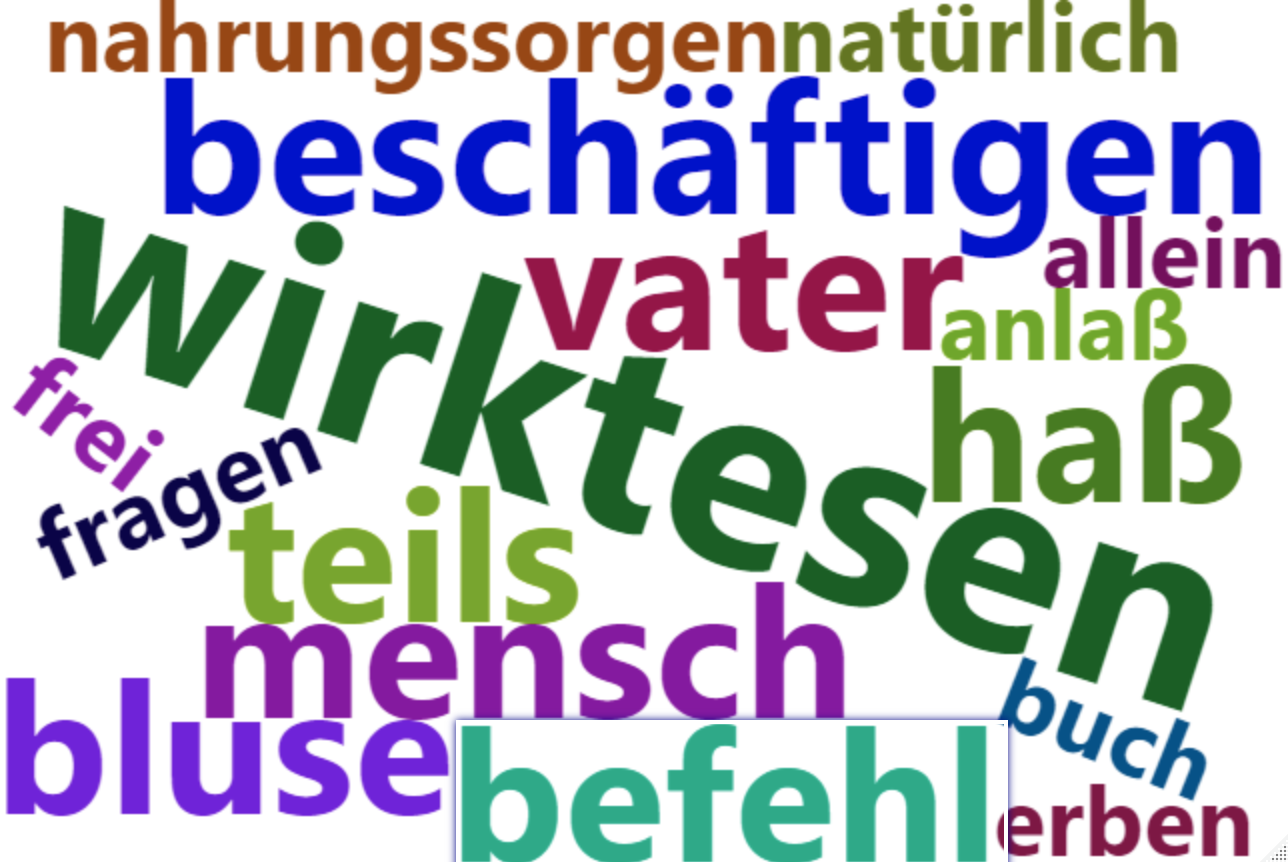 nahrungssorgen natürlich
beschäftigen
wirktesen
vater
allein
anlaß
haß
frei
fragen
teils
mensch
buch
bluse
befehl
erben